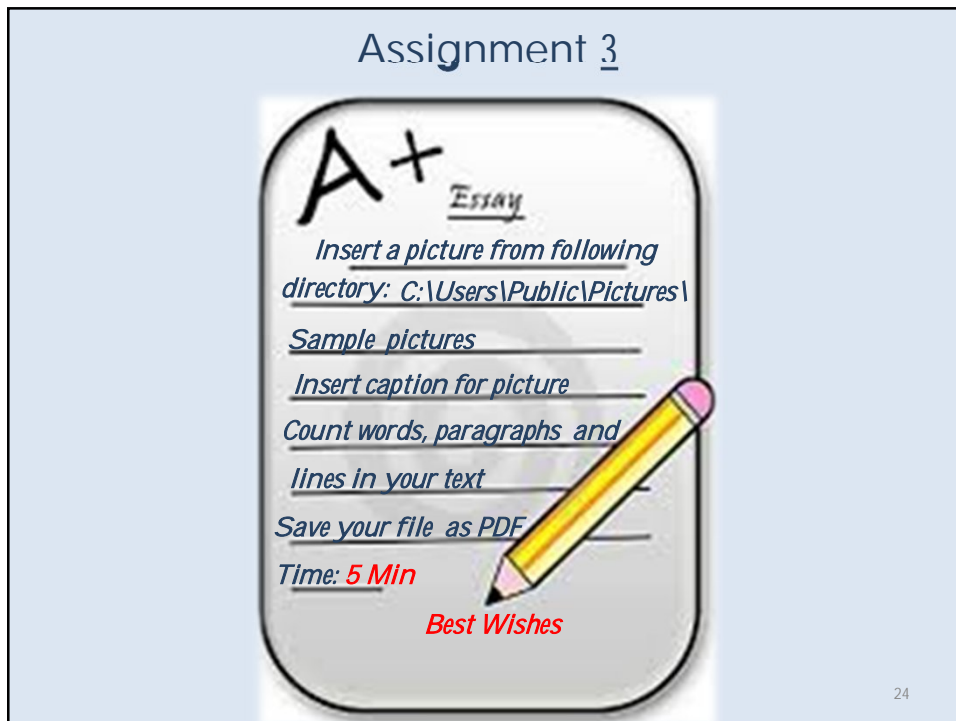 Assignment 3
A+
Essay
Insert a picture from following
directory: C:\Users\Public\Pictures\
Sample pictures
Insert caption for picture
Count words, paragraphs and
lines in your text
Save your file as PDF
Time: 5 Min
Best Wishes
24